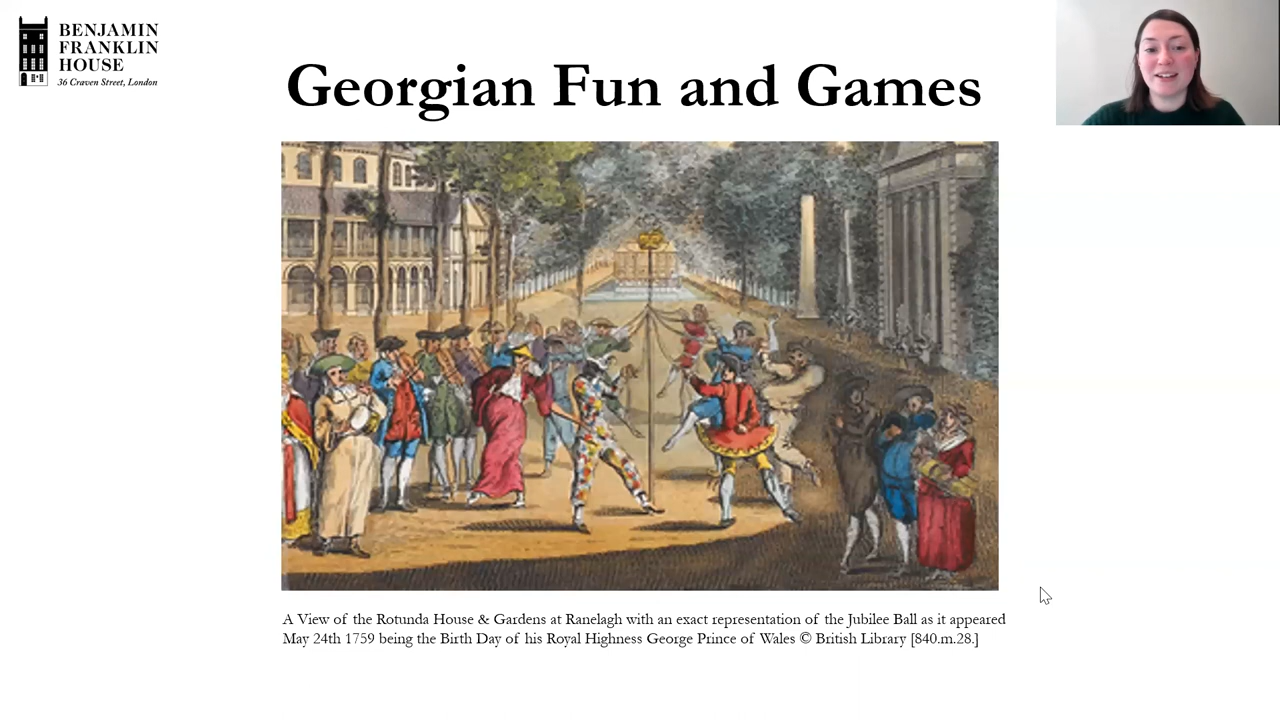 BENJAMIN
FRANKLIN
HOUSE
36 Craven Street, London
Georgian Fun and Games
A View of the Rotunda House & Gardens at Ranelagh with an exact representation of the Jubilee Ball as it appeared
May 24th 1759 being the Birth Day of his Royal Highness George Prince of Wales © British Library [840.m.28.]